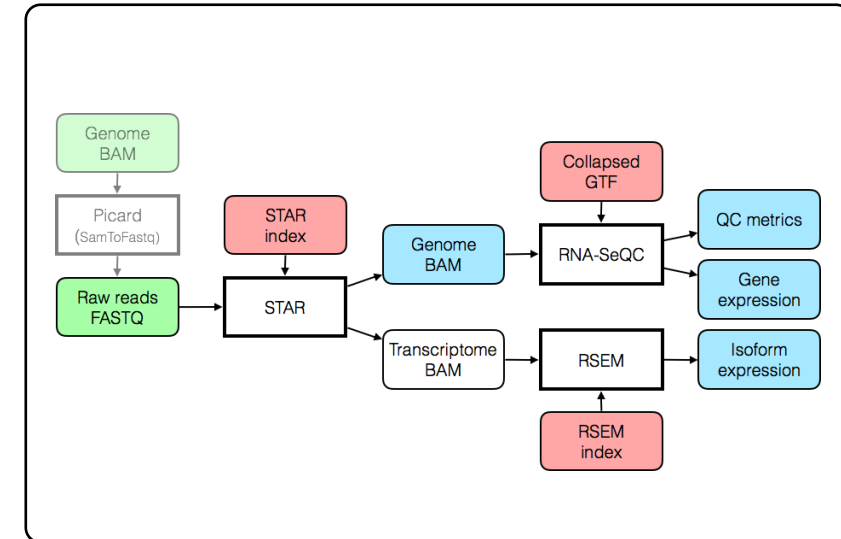 Genome
BAM
Picard
(SamToFastq)
Raw reads
FASTQ
STAR
index
STAR
Genome
BAM
Transcriptome
BAM
Collapsed
GTF
RNA-SeQC
RSEM
RSEM
index
QC metrics
Gene
expression
Isoform
expression